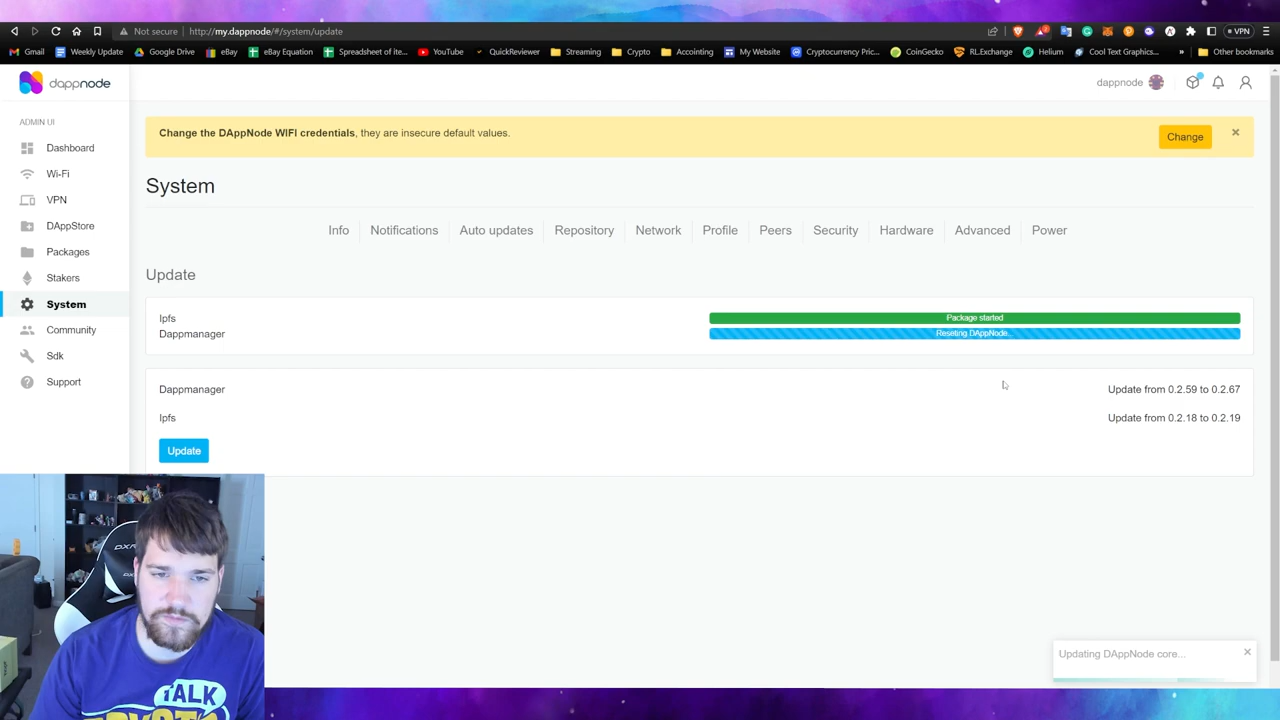 Not secure http://my.dappnode/#/system/update
VPN
Gmail Weekly Update Google Drive eBay eBay Equation Spreadsheet of ite... YouTube QuickReviewer Streaming Crypto Accointing My Website Cryptocurrency Pric... CoinGecko RL.Exchange Helium Cool Text Graphics... » Other bookmarks
dappnode
dappnode
ADMIN UI
Dashboard
Wi-Fi
VPN
DAppStore
Packages
Stakers
System
Community
Sdk
Support
Change the DAppNode WIFI credentials, they are insecure default values.
Change
System
Info Notifications Auto updates Repository Network Profile Peers Security Hardware Advanced Power
Update
Ipfs Package started
Dappmanager Reseting DAppNode...
Dappmanager Update from 0.2.59 to 0.2.67
Ipfs Update from 0.2.18 to 0.2.19
Update
Updating DAppNode core...
TALK